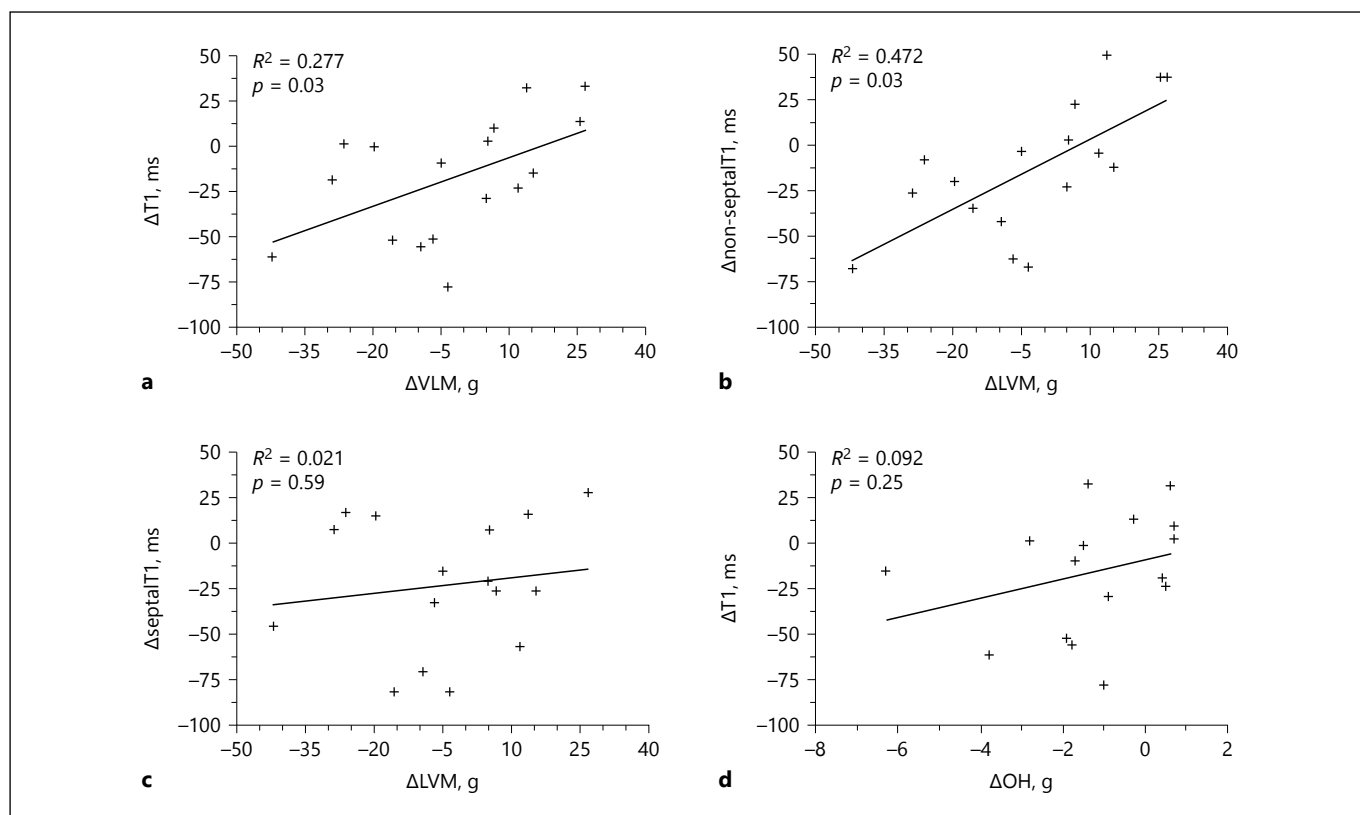 R² = 0.277
p = 0.03
50
25
0
−25
−50
−75
−100
ΔT1, ms
−50
−35
−20
−5
10
25
40
ΔVLM, g
a
R² = 0.472
p = 0.03
50
25
0
−25
−50
−75
−100
Δnon-septalT1, ms
−50
−35
−20
−5
10
25
40
ΔLVM, g
b
R² = 0.021
p = 0.59
50
25
0
−25
−50
−75
−100
ΔseptalT1, ms
−50
−35
−20
−5
10
25
40
ΔLVM, g
c
R² = 0.092
p = 0.25
50
25
0
−25
−50
−75
−100
ΔT1, ms
−8
−6
−4
−2
0
2
ΔOH, g
d